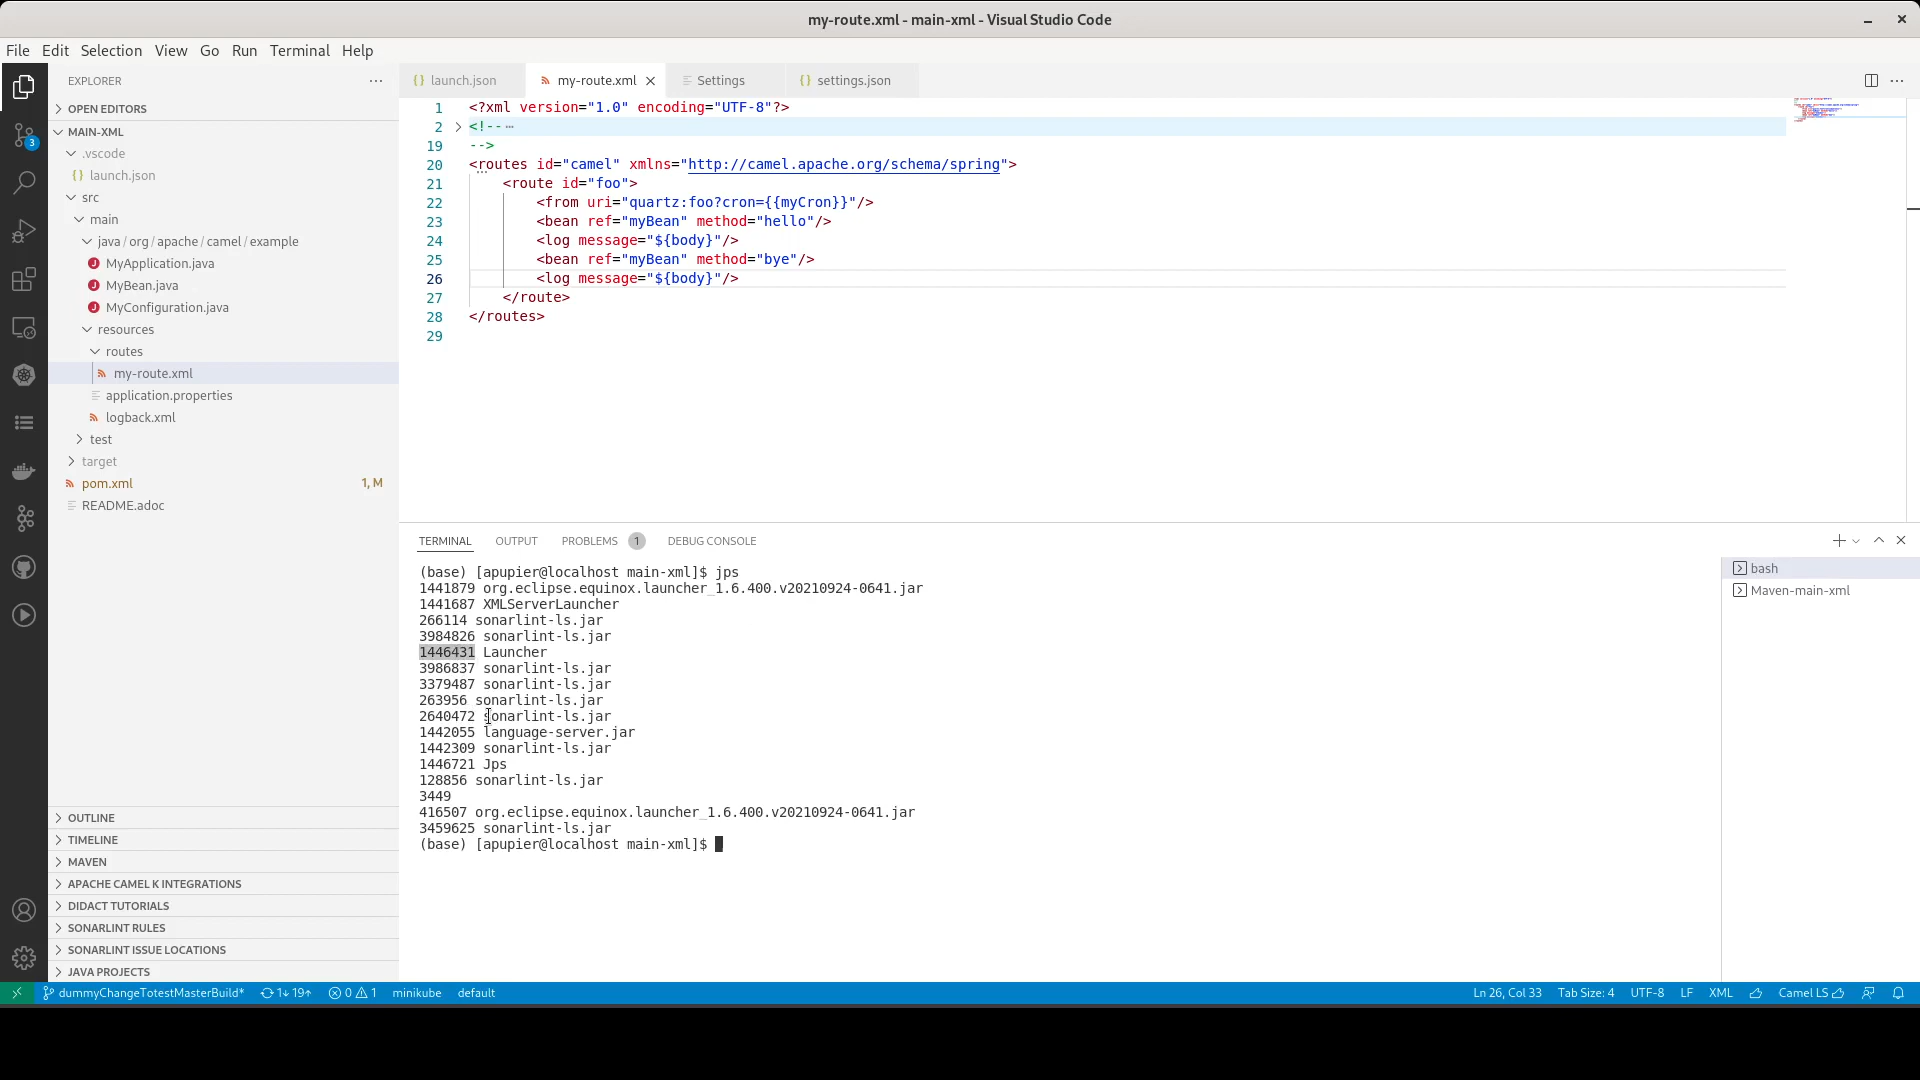 my-route.xml - main-xml - Visual Studio Code
File Edit Selection View Go Run Terminal Help
EXPLORER
OPEN EDITORS
MAIN-XML
.vscode
{} launch.json
src
main
java / org / apache / camel / example
J MyApplication.java
J MyBean.java
J MyConfiguration.java
resources
routes
my-route.xml
application.properties
logback.xml
test
target
pom.xml 1, M
README.adoc
OUTLINE
TIMELINE
MAVEN
APACHE CAMEL K INTEGRATIONS
DIDACT TUTORIALS
SONARLINT RULES
SONARLINT ISSUE LOCATIONS
JAVA PROJECTS
3
{} launch.json my-route.xml Settings {} settings.json
1 <?xml version="1.0" encoding="UTF-8"?>
2 <!-- ⋯
19 -->
20 <routes id="camel" xmlns="http://camel.apache.org/schema/spring">
21 <route id="foo">
22 <from uri="quartz:foo?cron={{myCron}}"/>
23 <bean ref="myBean" method="hello"/>
24 <log message="${body}"/>
25 <bean ref="myBean" method="bye"/>
26 <log message="${body}"/>
27 </route>
28 </routes>
29
TERMINAL OUTPUT PROBLEMS 1 DEBUG CONSOLE
(base) [apupier@localhost main-xml]$ jps
1441879 org.eclipse.equinox.launcher_1.6.400.v20210924-0641.jar
1441687 XMLServerLauncher
266114 sonarlint-ls.jar
3984826 sonarlint-ls.jar
1446431 Launcher
3986837 sonarlint-ls.jar
3379487 sonarlint-ls.jar
263956 sonarlint-ls.jar
2640472 sonarlint-ls.jar
1442055 language-server.jar
1442309 sonarlint-ls.jar
1446721 Jps
128856 sonarlint-ls.jar
3449
416507 org.eclipse.equinox.launcher_1.6.400.v20210924-0641.jar
3459625 sonarlint-ls.jar
(base) [apupier@localhost main-xml]$
bash
Maven-main-xml
dummyChangeTotestMasterBuild* 1↓ 19↑ 0 1 minikube default Ln 26, Col 33 Tab Size: 4 UTF-8 LF XML Camel LS